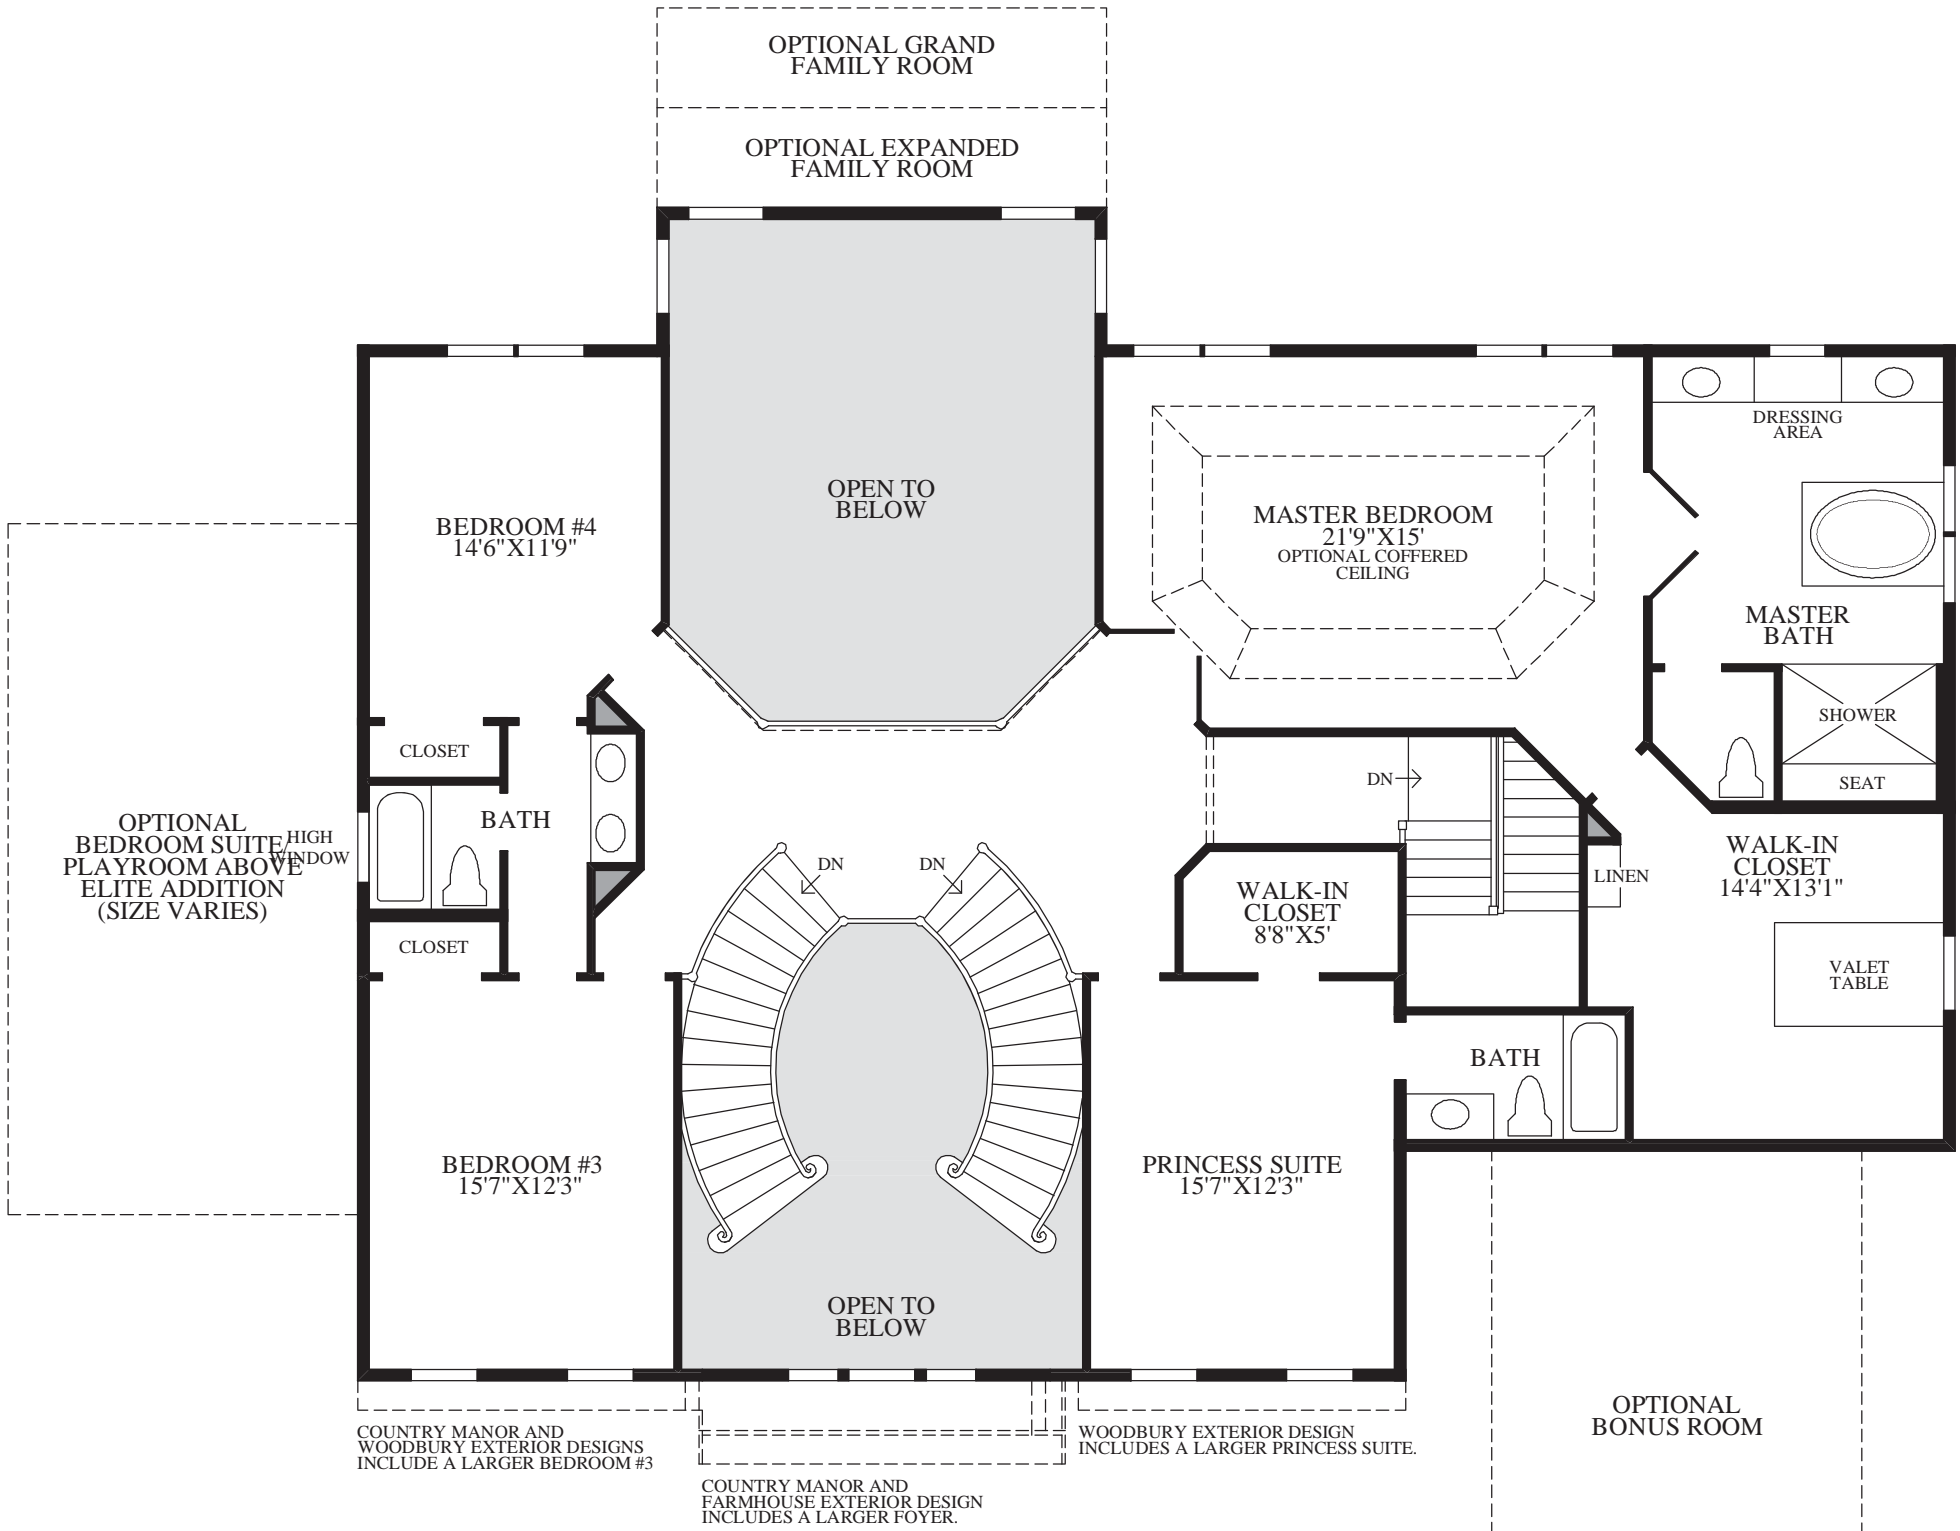 OPTIONAL GRAND
FAMILY ROOM
OPTIONAL EXPANDED
FAMILY ROOM
OPEN TO
BELOW
BEDROOM #4
14'6"X11'9"
MASTER BEDROOM
21'9"X15'
OPTIONAL COFFERED
CEILING
DRESSING
AREA
MASTER
BATH
SHOWER
SEAT
CLOSET
BATH
HIGH
WINDOW
OPTIONAL
BEDROOM SUITE/
PLAYROOM ABOVE
ELITE ADDITION
(SIZE VARIES)
CLOSET
DN
DN
DN
WALK-IN
CLOSET
8'8"X5'
LINEN
WALK-IN
CLOSET
14'4"X13'1"
VALET
TABLE
BATH
BEDROOM #3
15'7"X12'3"
PRINCESS SUITE
15'7"X12'3"
OPEN TO
BELOW
OPTIONAL
BONUS ROOM
COUNTRY MANOR AND
WOODBURY EXTERIOR DESIGNS
INCLUDE A LARGER BEDROOM #3
COUNTRY MANOR AND
FARMHOUSE EXTERIOR DESIGN
INCLUDES A LARGER FOYER.
WOODBURY EXTERIOR DESIGN
INCLUDES A LARGER PRINCESS SUITE.